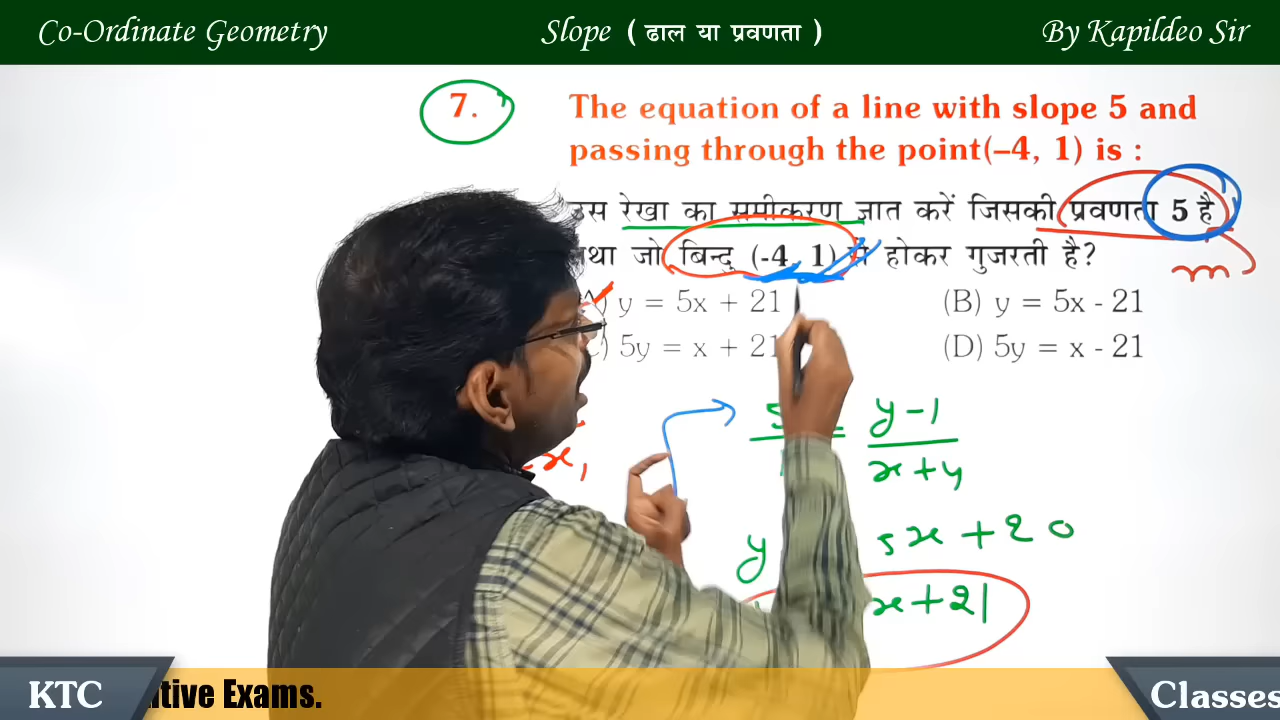 Co-Ordinate Geometry Slope ( ढाल या प्रवणता ) By Kapildeo Sir
7. The equation of a line with slope 5 and
passing through the point(–4, 1) is :
उस रेखा का समीकरण ज्ञात करें जिसकी प्रवणता 5 है
जो बिन्दु (-4, 1) से होकर गुजरती है?
m
y = 5x + 21 (B) y = 5x - 21
5y = x + 21 (D) 5y = x - 21
y - 1
x + 4
x₁
y 5x + 20
x + 21
KTC Exams. Classes